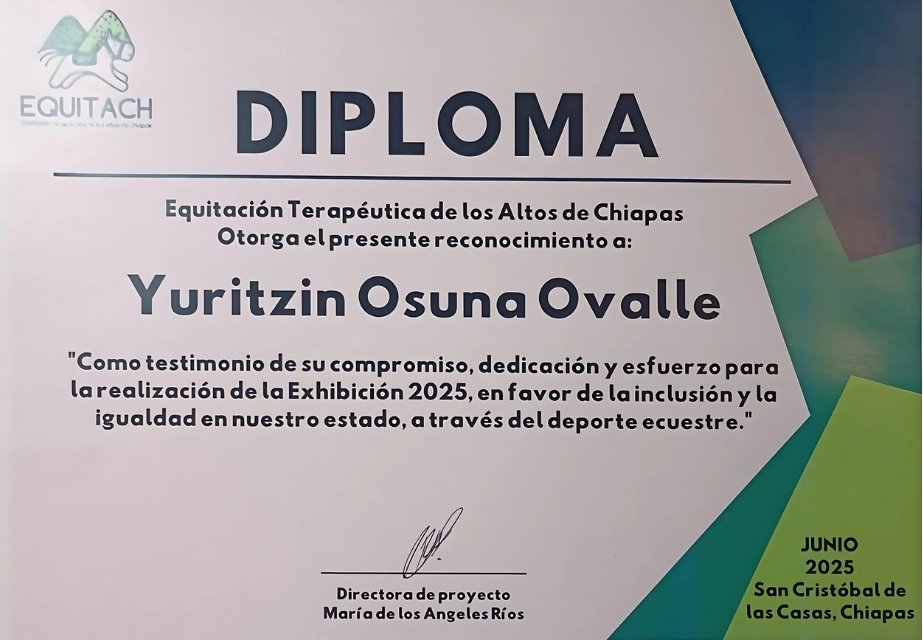 EQUITACH
DIPLOMA
Equitación Terapéutica de los Altos de Chiapas
Otorga el presente reconocimiento a:
Yuritzin Osuna Ovalle
"Como testimonio de su compromiso, dedicación y esfuerzo para
la realización de la Exhibición 2025, en favor de la inclusión y la
igualdad en nuestro estado, a través del deporte ecuestre."
Directora de proyecto
María de los Angeles Ríos
JUNIO
2025
San Cristóbal de
las Casas, Chiapas